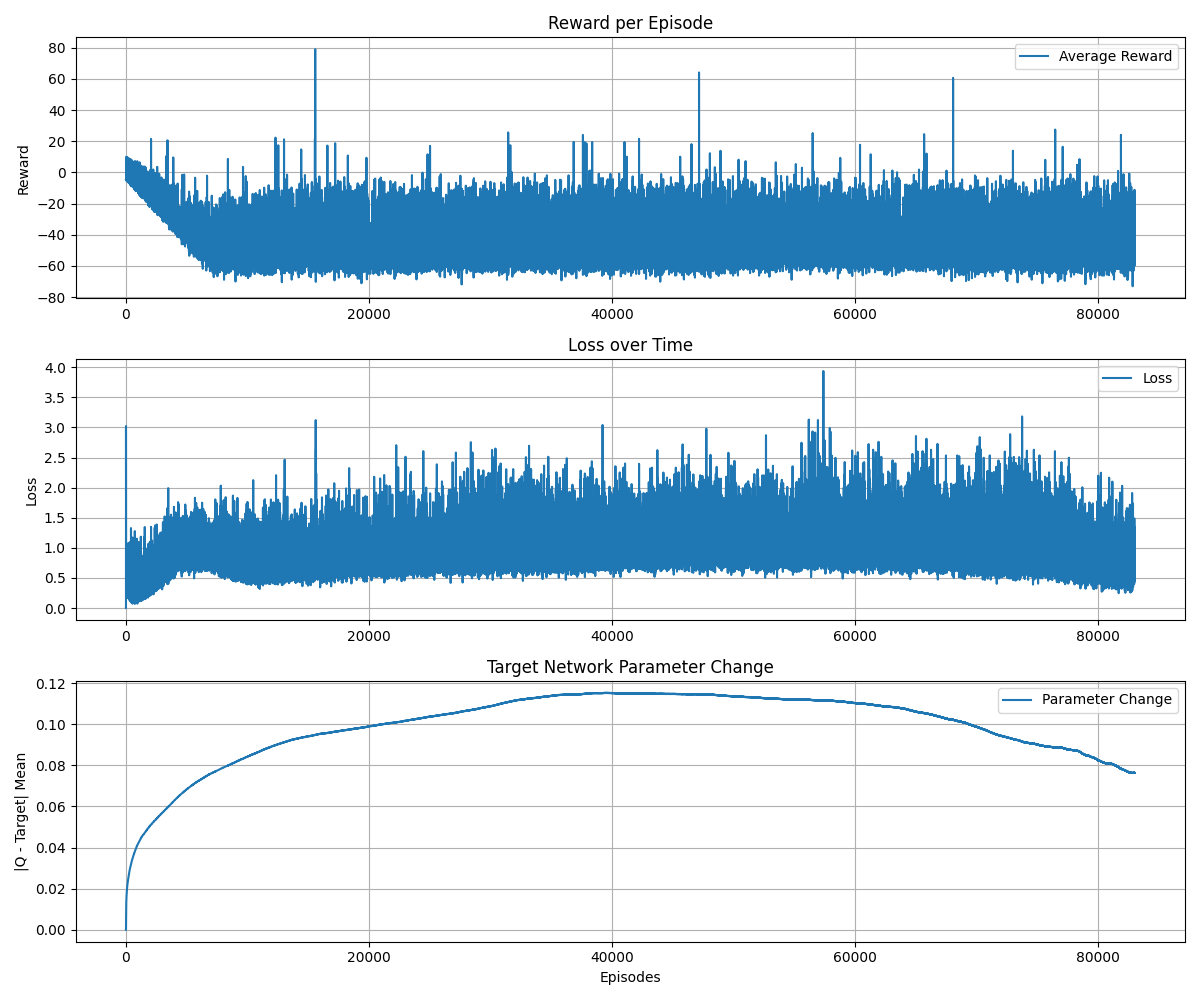 Reward per Episode
Reward
80
60
40
20
0
−20
−40
−60
−80
Average Reward
0 20000 40000 60000 80000
Loss over Time
Loss
4.0
3.5
3.0
2.5
2.0
1.5
1.0
0.5
0.0
Loss
0 20000 40000 60000 80000
Target Network Parameter Change
|Q - Target| Mean
0.12
0.10
0.08
0.06
0.04
0.02
0.00
Parameter Change
0 20000 40000 60000 80000
Episodes